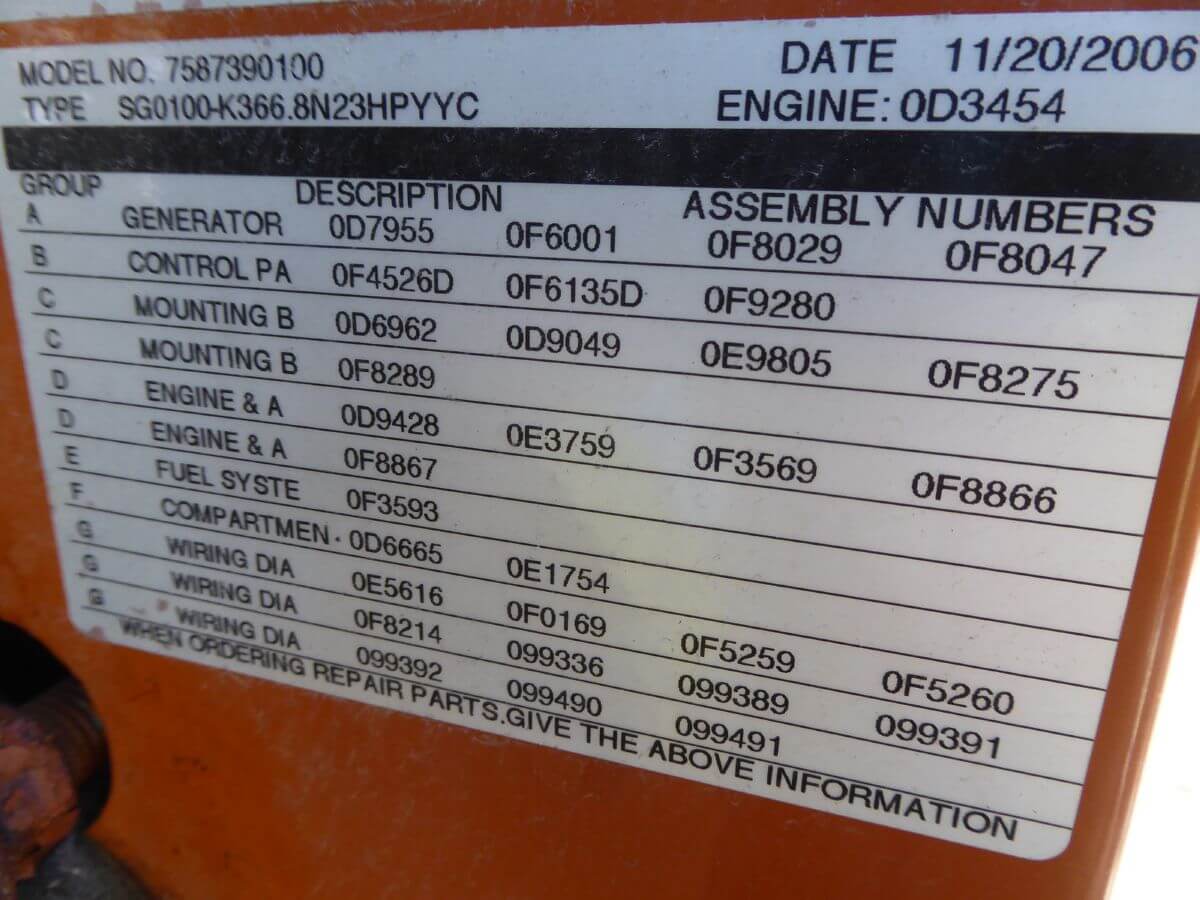 MODEL NO. 7587390100 DATE 11/20/2006
TYPE SG0100-K366.8N23HPYYC ENGINE: 0D3454
GROUP DESCRIPTION ASSEMBLY NUMBERS
A GENERATOR 0D7955 0F6001 0F8029 0F8047
B CONTROL PA 0F4526D 0F6135D 0F9280
C MOUNTING B 0D6962 0D9049 0E9805 0F8275
C MOUNTING B 0F8289
D ENGINE & A 0D9428 0E3759 0F3569 0F8866
D ENGINE & A 0F8867
E FUEL SYSTE 0F3593
F COMPARTMEN 0D6665 0E1754
G WIRING DIA 0E5616 0F0169 0F5259 0F5260
G WIRING DIA 0F8214 099336 099389 099391
G WIRING DIA 099392 099490 099491
WHEN ORDERING REPAIR PARTS.GIVE THE ABOVE INFORMATION